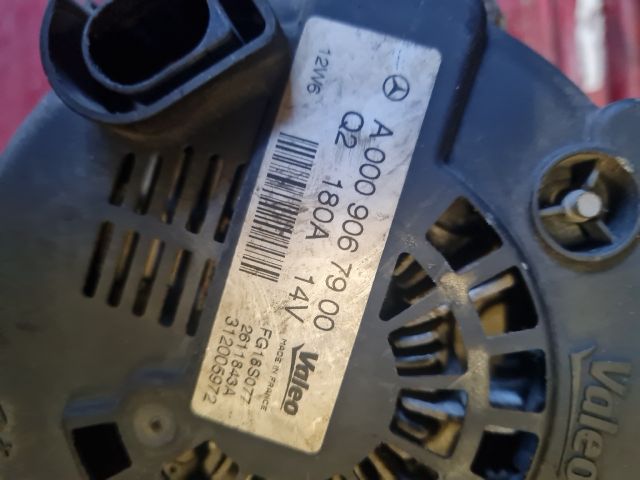 A 000 906 79 00
12W6 Q2 180A 14V
Valeo
MADE IN FRANCE
FG18S077
2611843A
312005972
Valeo